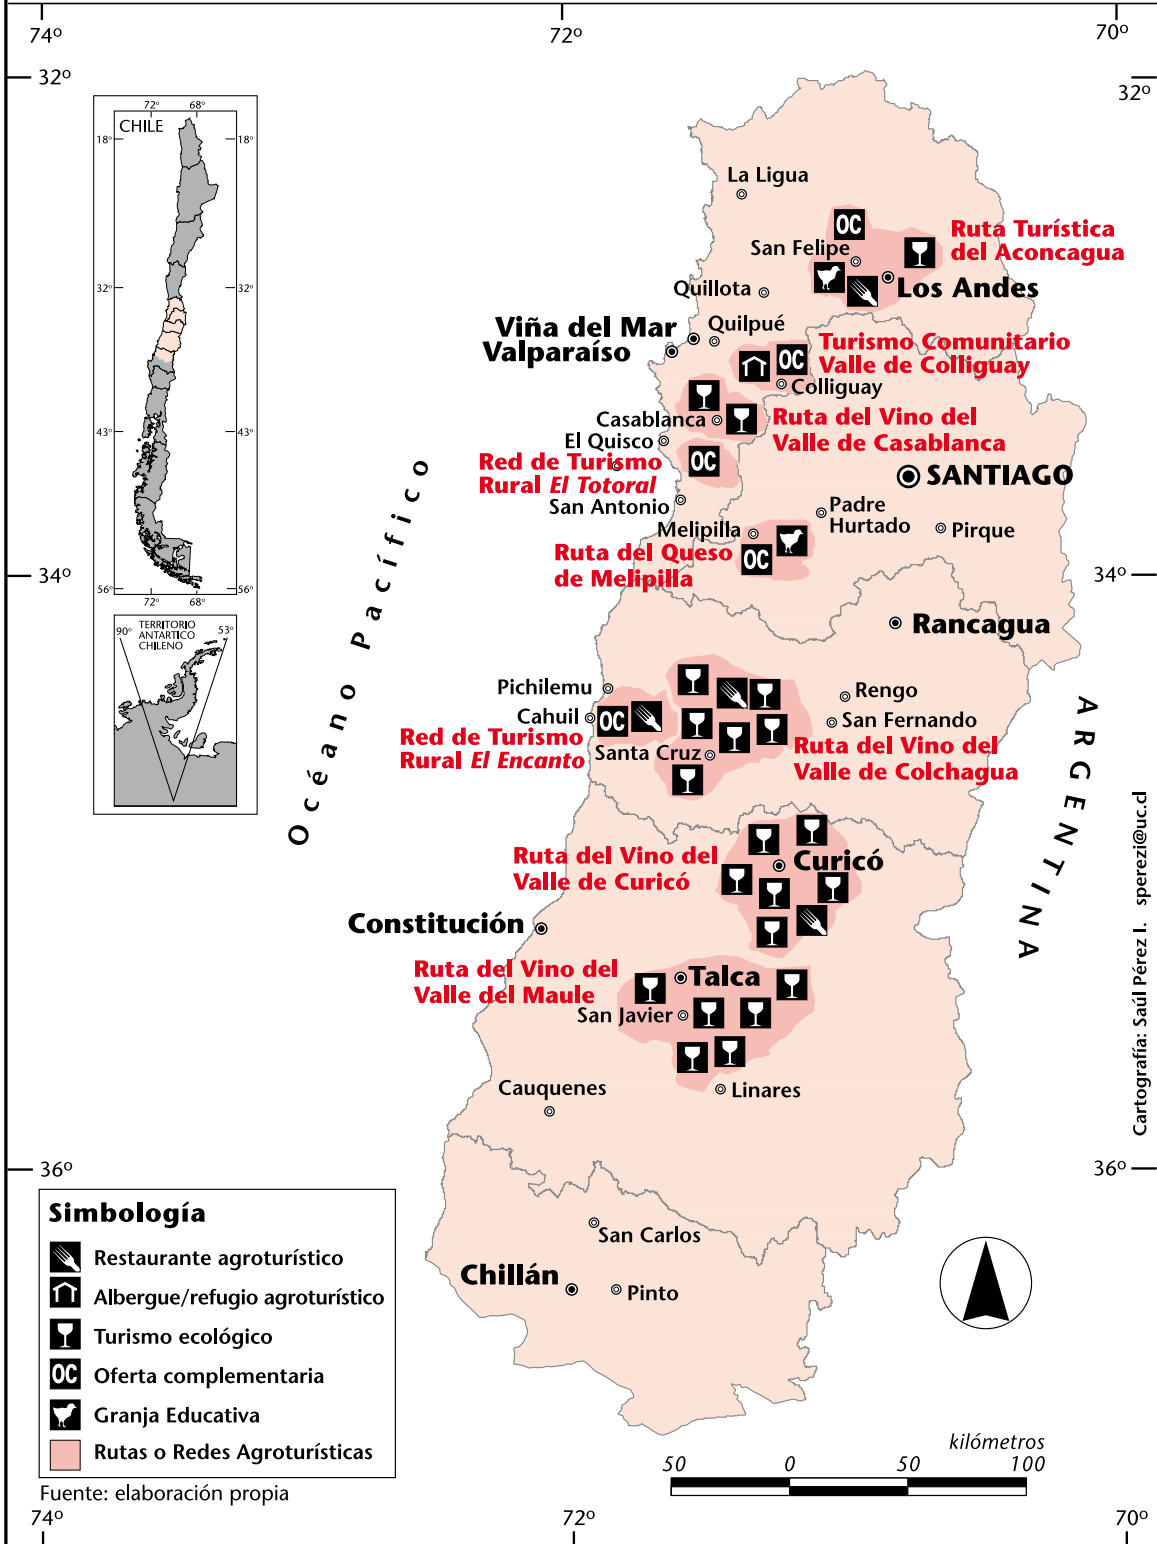 74º
72º
70º
32º
32º
72º 68º
CHILE
18º
18º
32º
32º
43º
43º
56º
56º
72º 68º
TERRITORIO
ANTARTICO
CHILENO
90º
53º
La Ligua
OC
San Felipe
Ruta Turística
del Aconcagua
Los Andes
Quillota
Viña del Mar
Quilpué
Valparaíso
Turismo Comunitario
Valle de Colliguay
OC
Colliguay
Casablanca
Ruta del Vino del
Valle de Casablanca
El Quisco
Red de Turismo
Rural El Totoral
OC
SANTIAGO
San Antonio
Padre
Hurtado
Pirque
Melipilla
Ruta del Queso
de Melipilla
OC
34º
34º
Océano Pacífico
Rancagua
Pichilemu
Rengo
Cahuil
OC
San Fernando
Red de Turismo
Rural El Encanto
Santa Cruz
Ruta del Vino del
Valle de Colchagua
ARGENTINA
Ruta del Vino del
Valle de Curicó
Curicó
Constitución
Ruta del Vino del
Valle del Maule
Talca
San Javier
Cauquenes
Linares
Cartografía: Saúl Pérez I. sperezi@uc.cl
36º
36º
San Carlos
Chillán
Pinto
Simbología
Restaurante agroturístico
Albergue/refugio agroturístico
Turismo ecológico
OC Oferta complementaria
Granja Educativa
Rutas o Redes Agroturísticas
Fuente: elaboración propia
kilómetros
50 0 50 100
74º
72º
70º